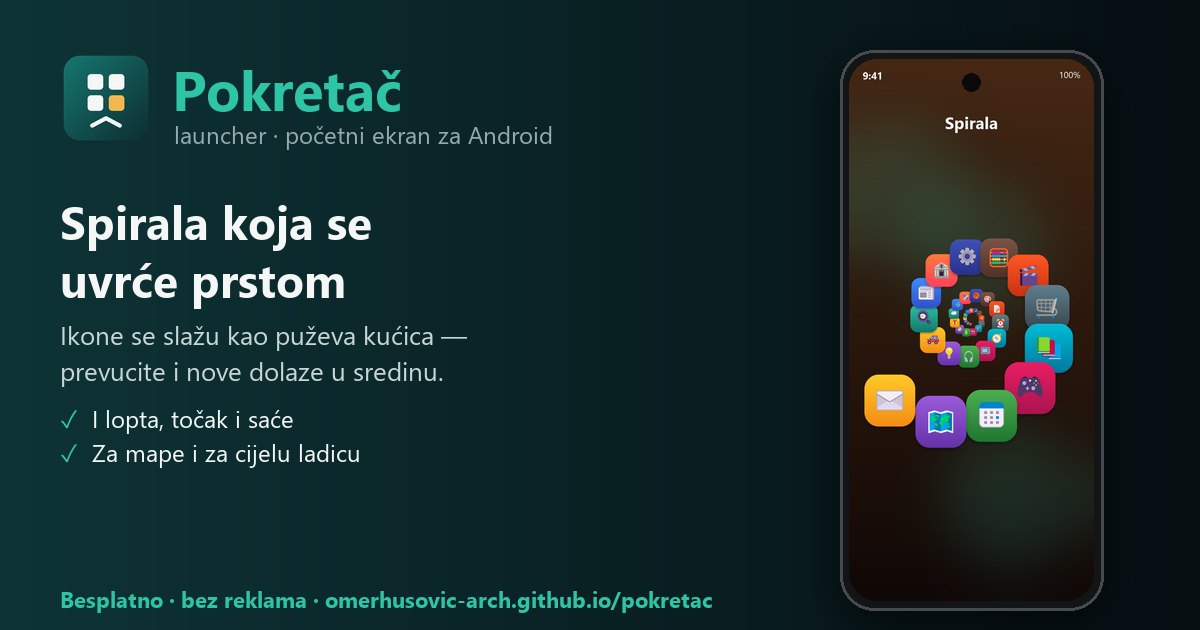 Pokretač
launcher · početni ekran za Android
Spirala koja se
uvrće prstom
Ikone se slažu kao puževa kućica —
prevucite i nove dolaze u sredinu.
✓ I lopta, točak i saće
✓ Za mape i za cijelu ladicu
Besplatno · bez reklama · omerhusovic-arch.github.io/pokretac
9:41
100%
Spirala